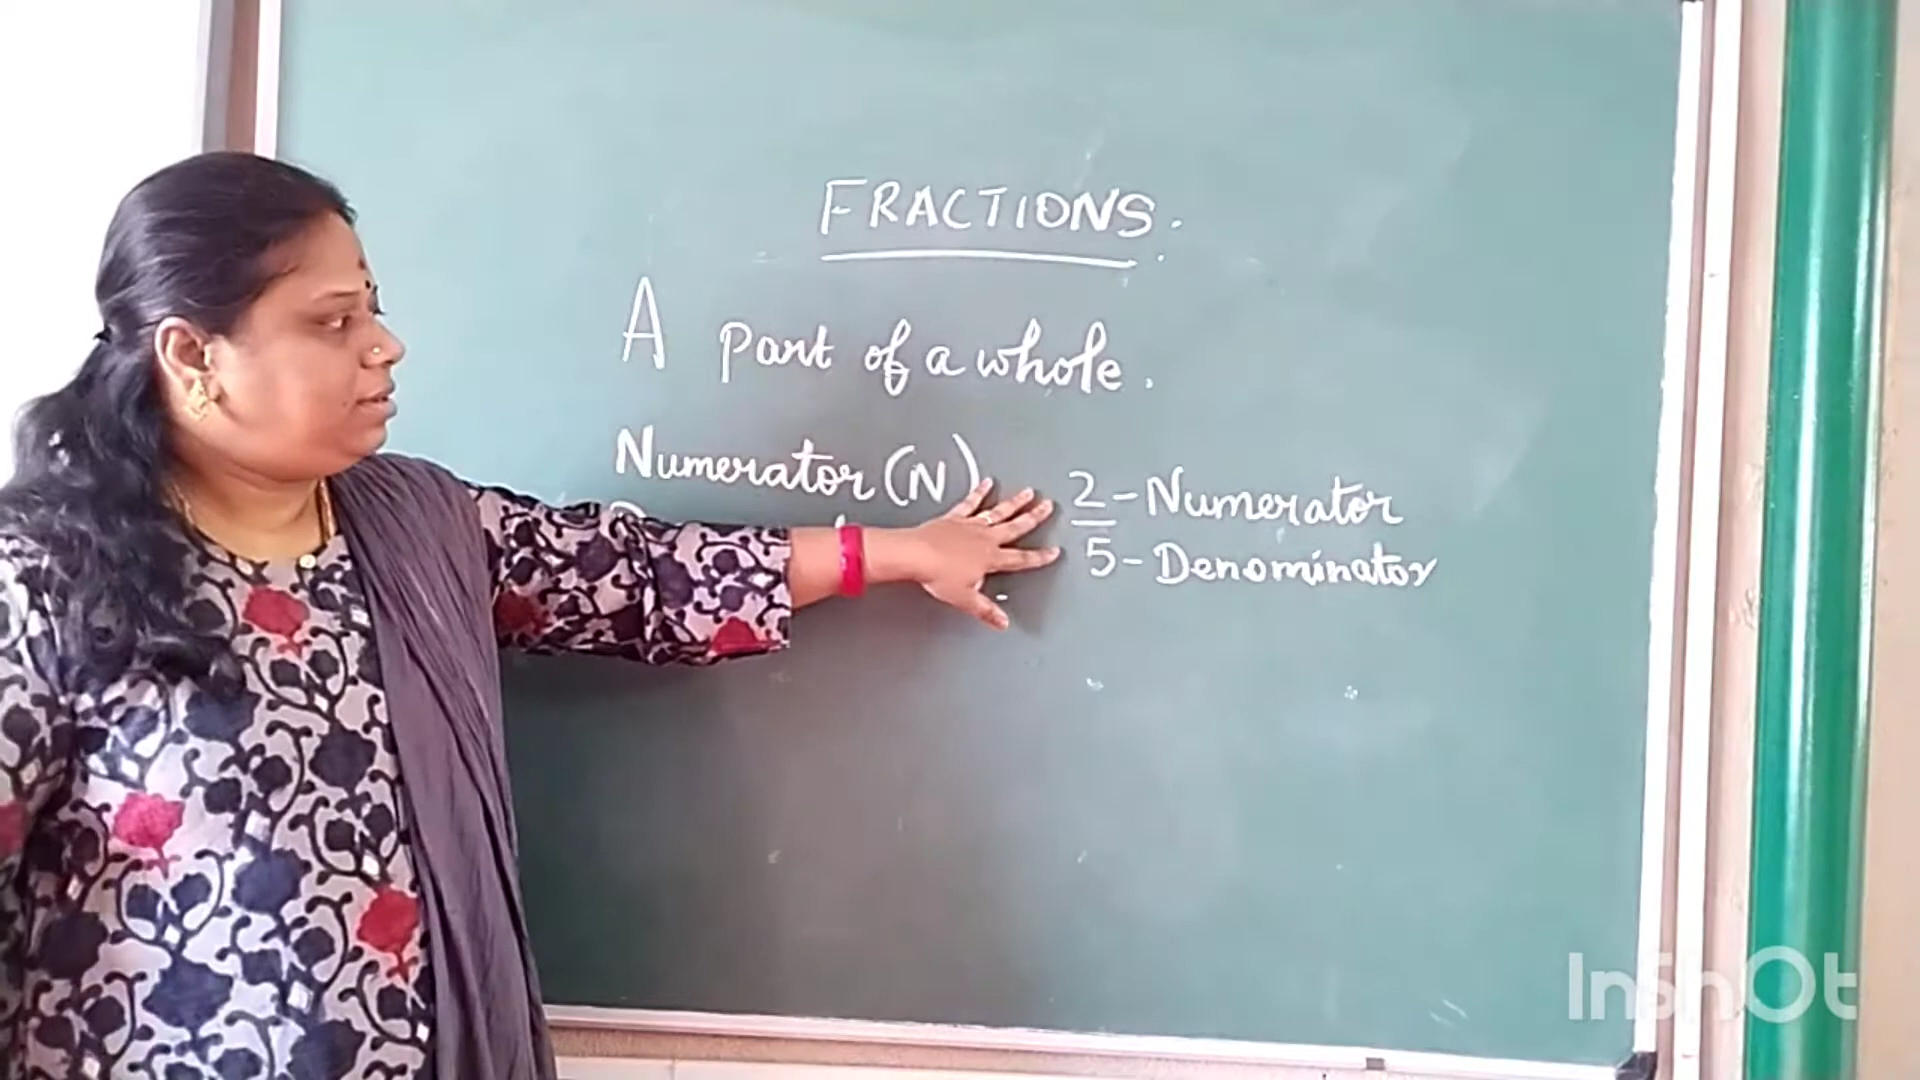 FRACTIONS.
A part of a whole.
Numerator (N)
2 - Numerator
5 - Denominator
InShOt